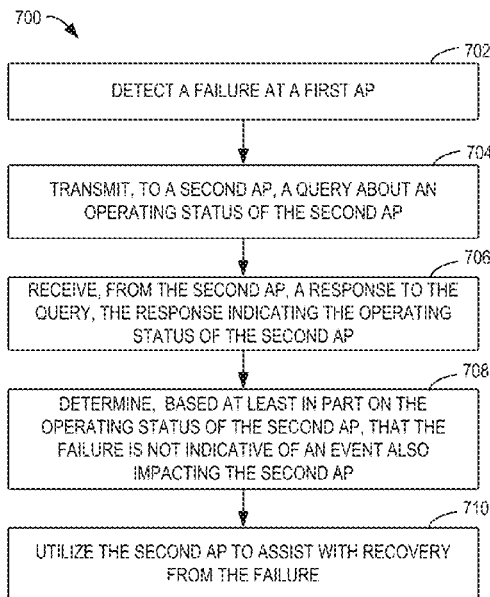 700
702
DETECT A FAILURE AT A FIRST AP
704
TRANSMIT, TO A SECOND AP, A QUERY ABOUT AN
OPERATING STATUS OF THE SECOND AP
706
RECEIVE, FROM THE SECOND AP, A RESPONSE TO THE
QUERY, THE RESPONSE INDICATING THE OPERATING
STATUS OF THE SECOND AP
708
DETERMINE, BASED AT LEAST IN PART ON THE
OPERATING STATUS OF THE SECOND AP, THAT THE
FAILURE IS NOT INDICATIVE OF AN EVENT ALSO
IMPACTING THE SECOND AP
710
UTILIZE THE SECOND AP TO ASSIST WITH RECOVERY
FROM THE FAILURE